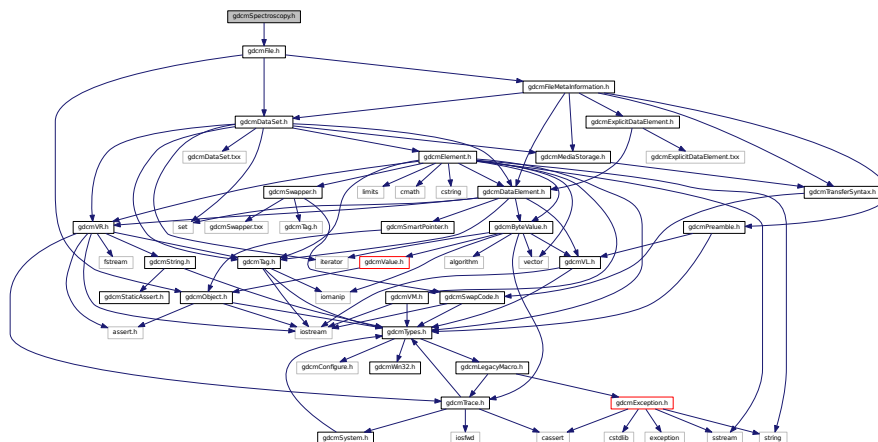 gdcmSpectroscopy.h
gdcmFile.h
gdcmFileMetaInformation.h
gdcmDataSet.h
gdcmExplicitDataElement.h
gdcmDataSet.txx
gdcmElement.h
gdcmMediaStorage.h
gdcmExplicitDataElement.txx
gdcmSwapper.h
limits
cmath
cstring
gdcmDataElement.h
gdcmTransferSyntax.h
gdcmVR.h
set
gdcmSwapper.txx
gdcmTag.h
gdcmSmartPointer.h
gdcmByteValue.h
gdcmPreamble.h
fstream
gdcmString.h
gdcmTag.h
iterator
gdcmValue.h
algorithm
vector
gdcmVL.h
gdcmStaticAssert.h
gdcmObject.h
iomanip
gdcmVM.h
gdcmSwapCode.h
assert.h
iostream
gdcmTypes.h
gdcmConfigure.h
gdcmWin32.h
gdcmLegacyMacro.h
gdcmTrace.h
gdcmException.h
gdcmSystem.h
iosfwd
cassert
cstdlib
exception
sstream
string